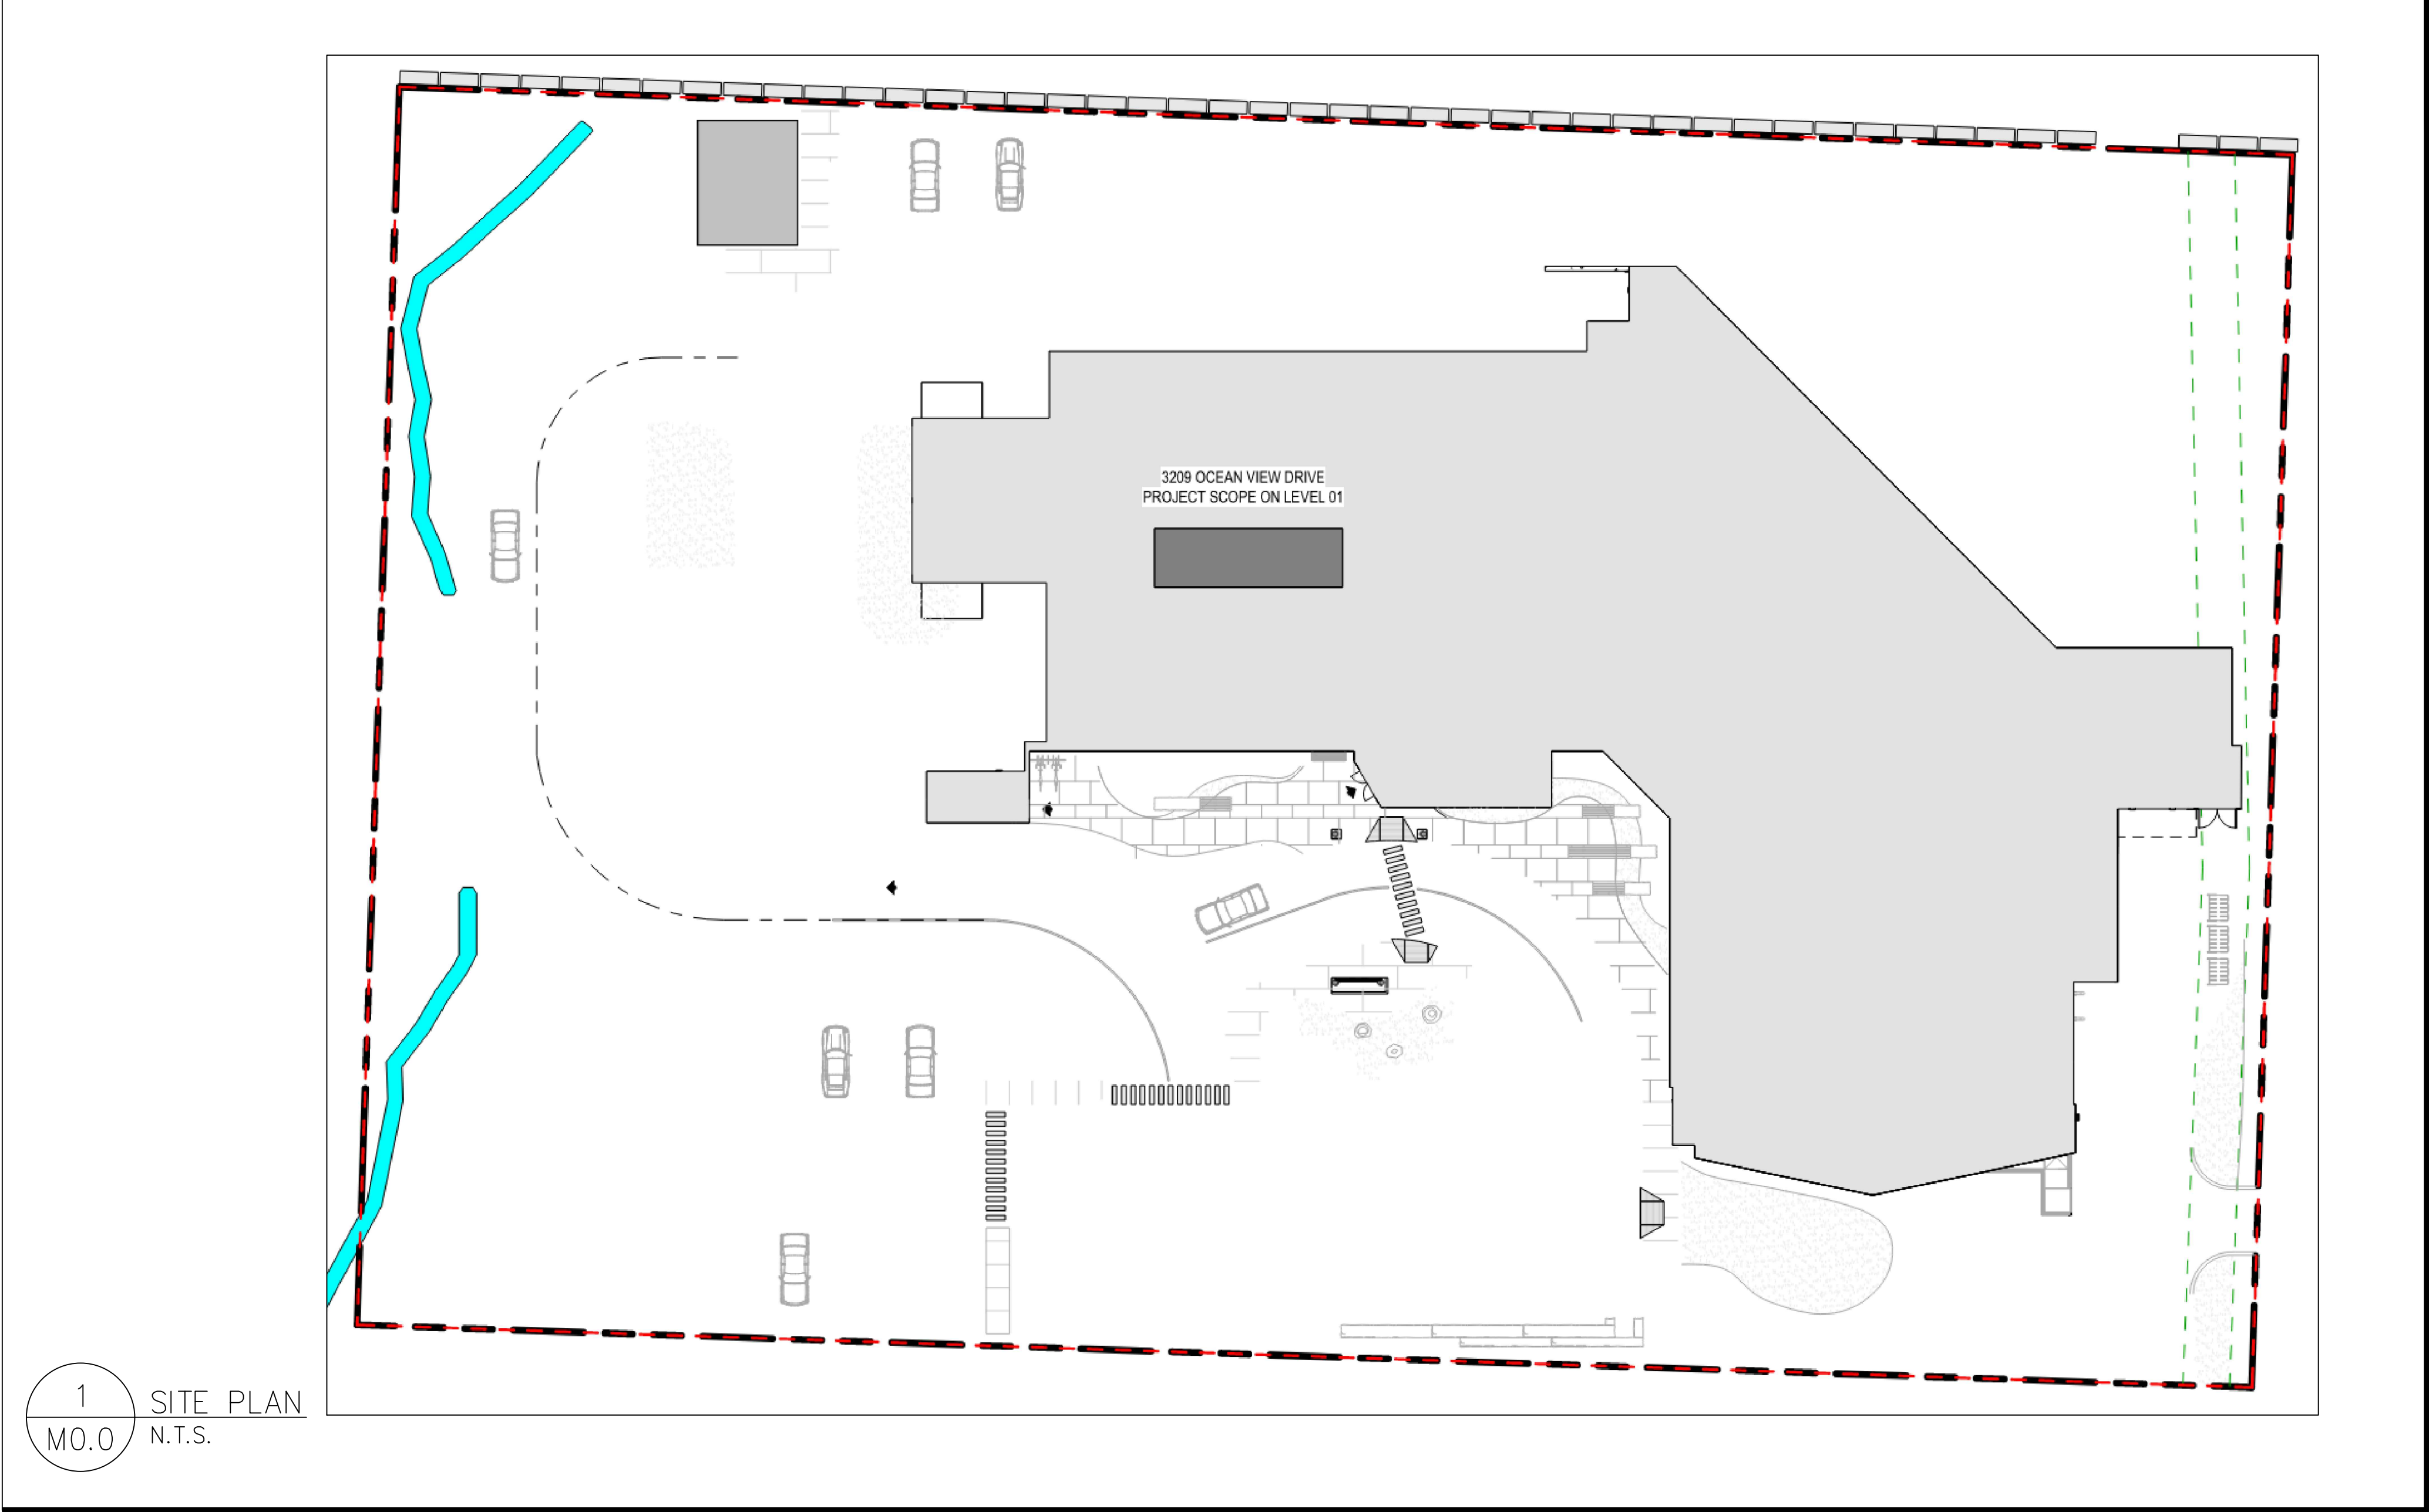 3209 OCEAN VIEW DRIVE
PROJECT SCOPE ON LEVEL 01
1
M0.0
SITE PLAN
N.T.S.